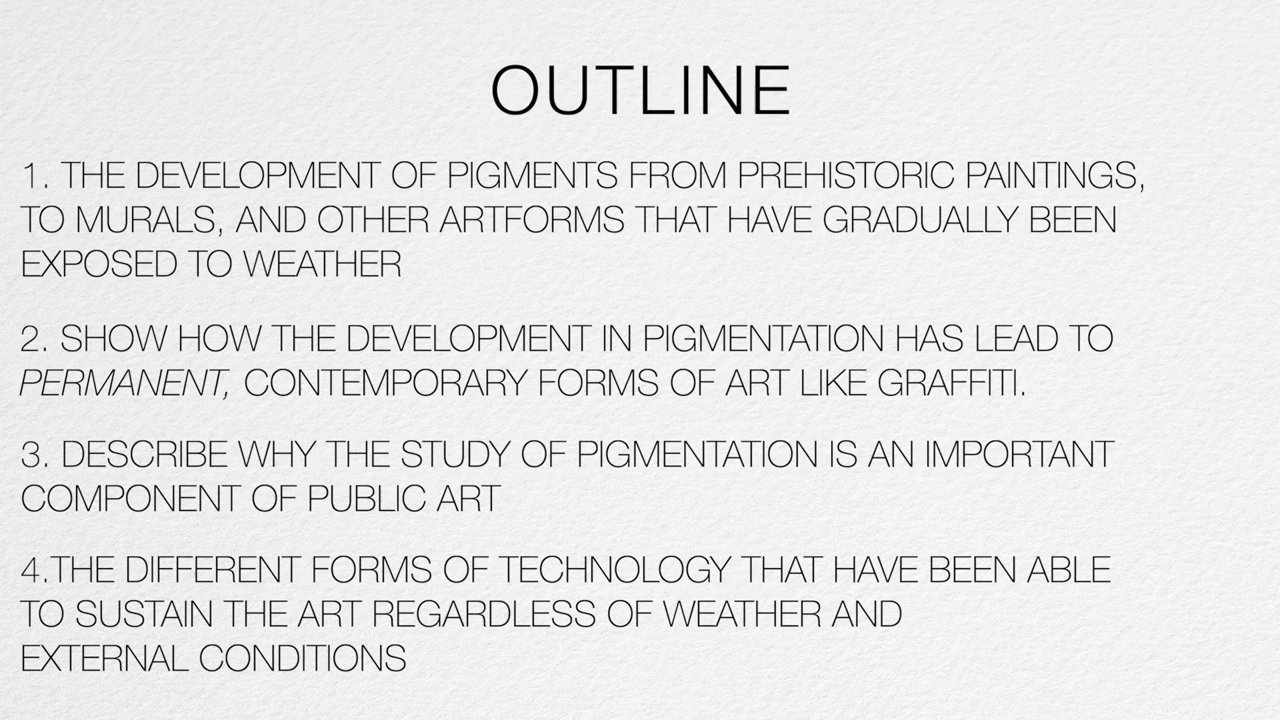 OUTLINE
1. THE DEVELOPMENT OF PIGMENTS FROM PREHISTORIC PAINTINGS,
TO MURALS, AND OTHER ARTFORMS THAT HAVE GRADUALLY BEEN
EXPOSED TO WEATHER
2. SHOW HOW THE DEVELOPMENT IN PIGMENTATION HAS LEAD TO
PERMANENT, CONTEMPORARY FORMS OF ART LIKE GRAFFITI.
3. DESCRIBE WHY THE STUDY OF PIGMENTATION IS AN IMPORTANT
COMPONENT OF PUBLIC ART
4.THE DIFFERENT FORMS OF TECHNOLOGY THAT HAVE BEEN ABLE
TO SUSTAIN THE ART REGARDLESS OF WEATHER AND
EXTERNAL CONDITIONS